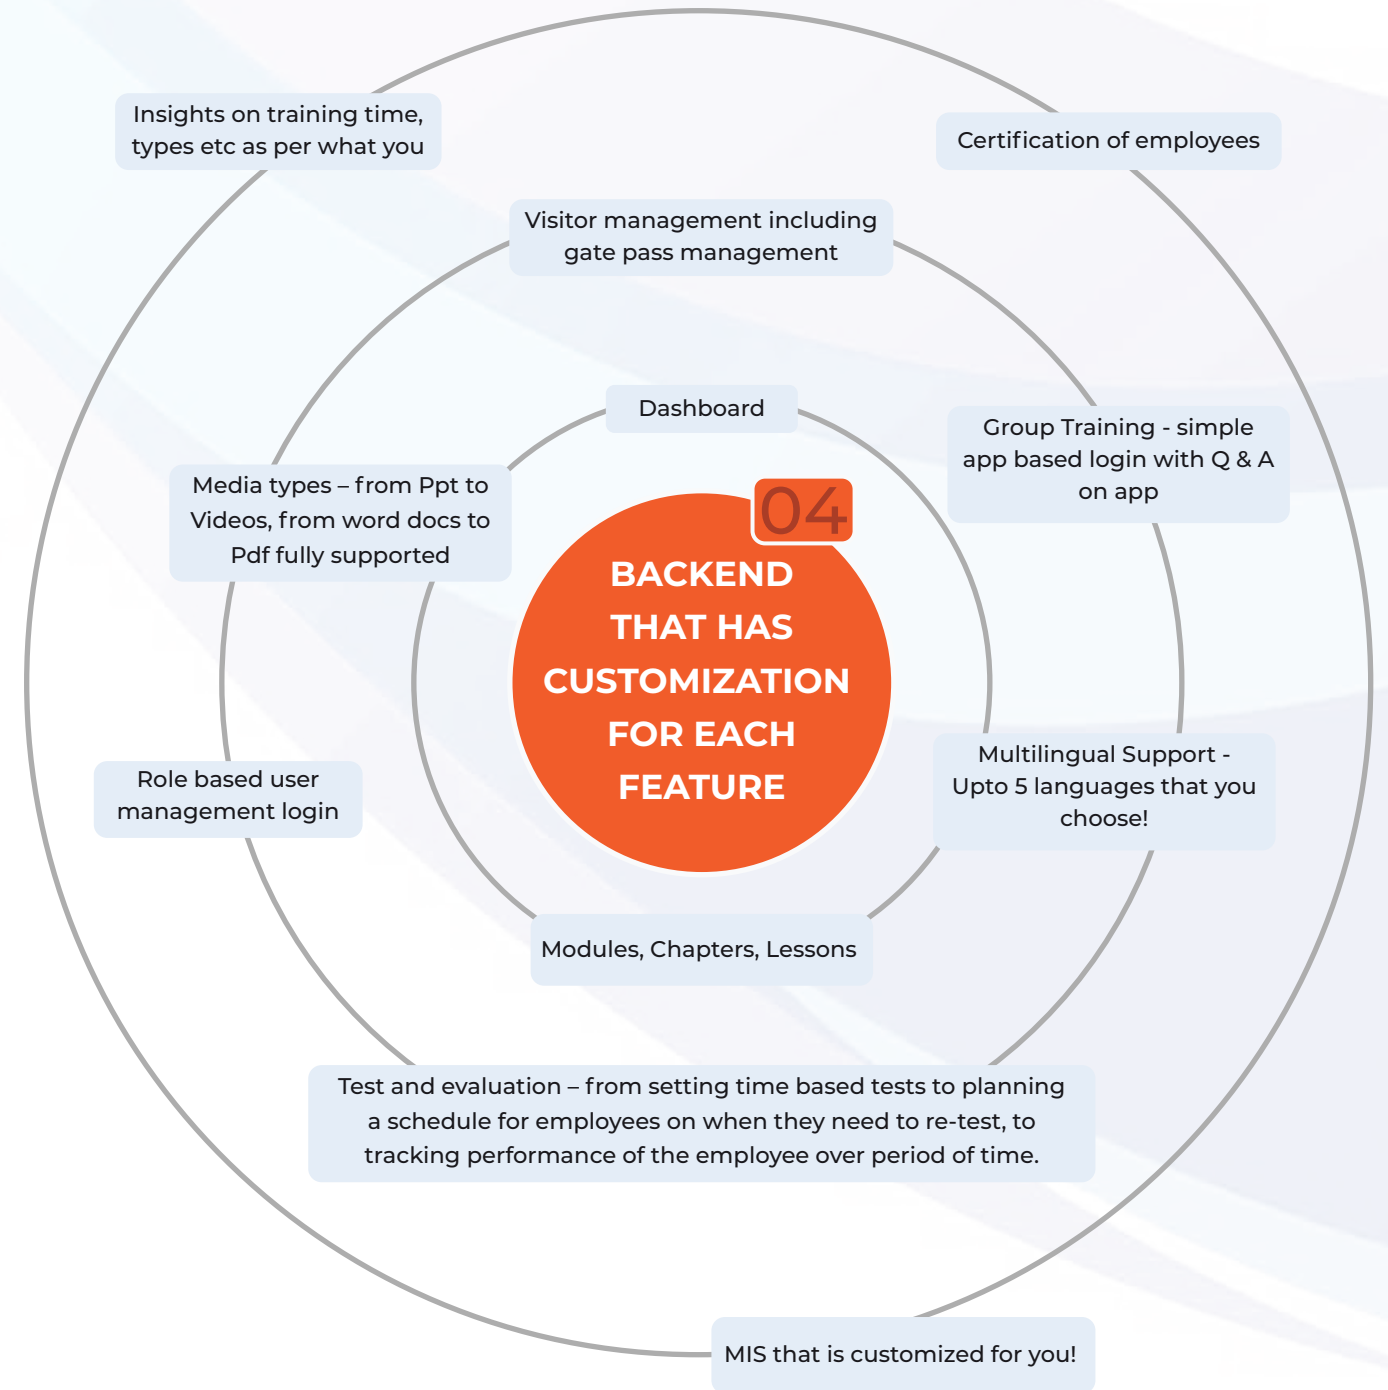 Insights on training time,
types etc as per what you
Certification of employees
Visitor management including
gate pass management
Dashboard
Group Training - simple
app based login with Q & A
on app
Media types – from Ppt to
Videos, from word docs to
Pdf fully supported
04
BACKEND
THAT HAS
CUSTOMIZATION
FOR EACH
FEATURE
Role based user
management login
Multilingual Support -
Upto 5 languages that you
choose!
Modules, Chapters, Lessons
Test and evaluation – from setting time based tests to planning
a schedule for employees on when they need to re-test, to
tracking performance of the employee over period of time.
MIS that is customized for you!